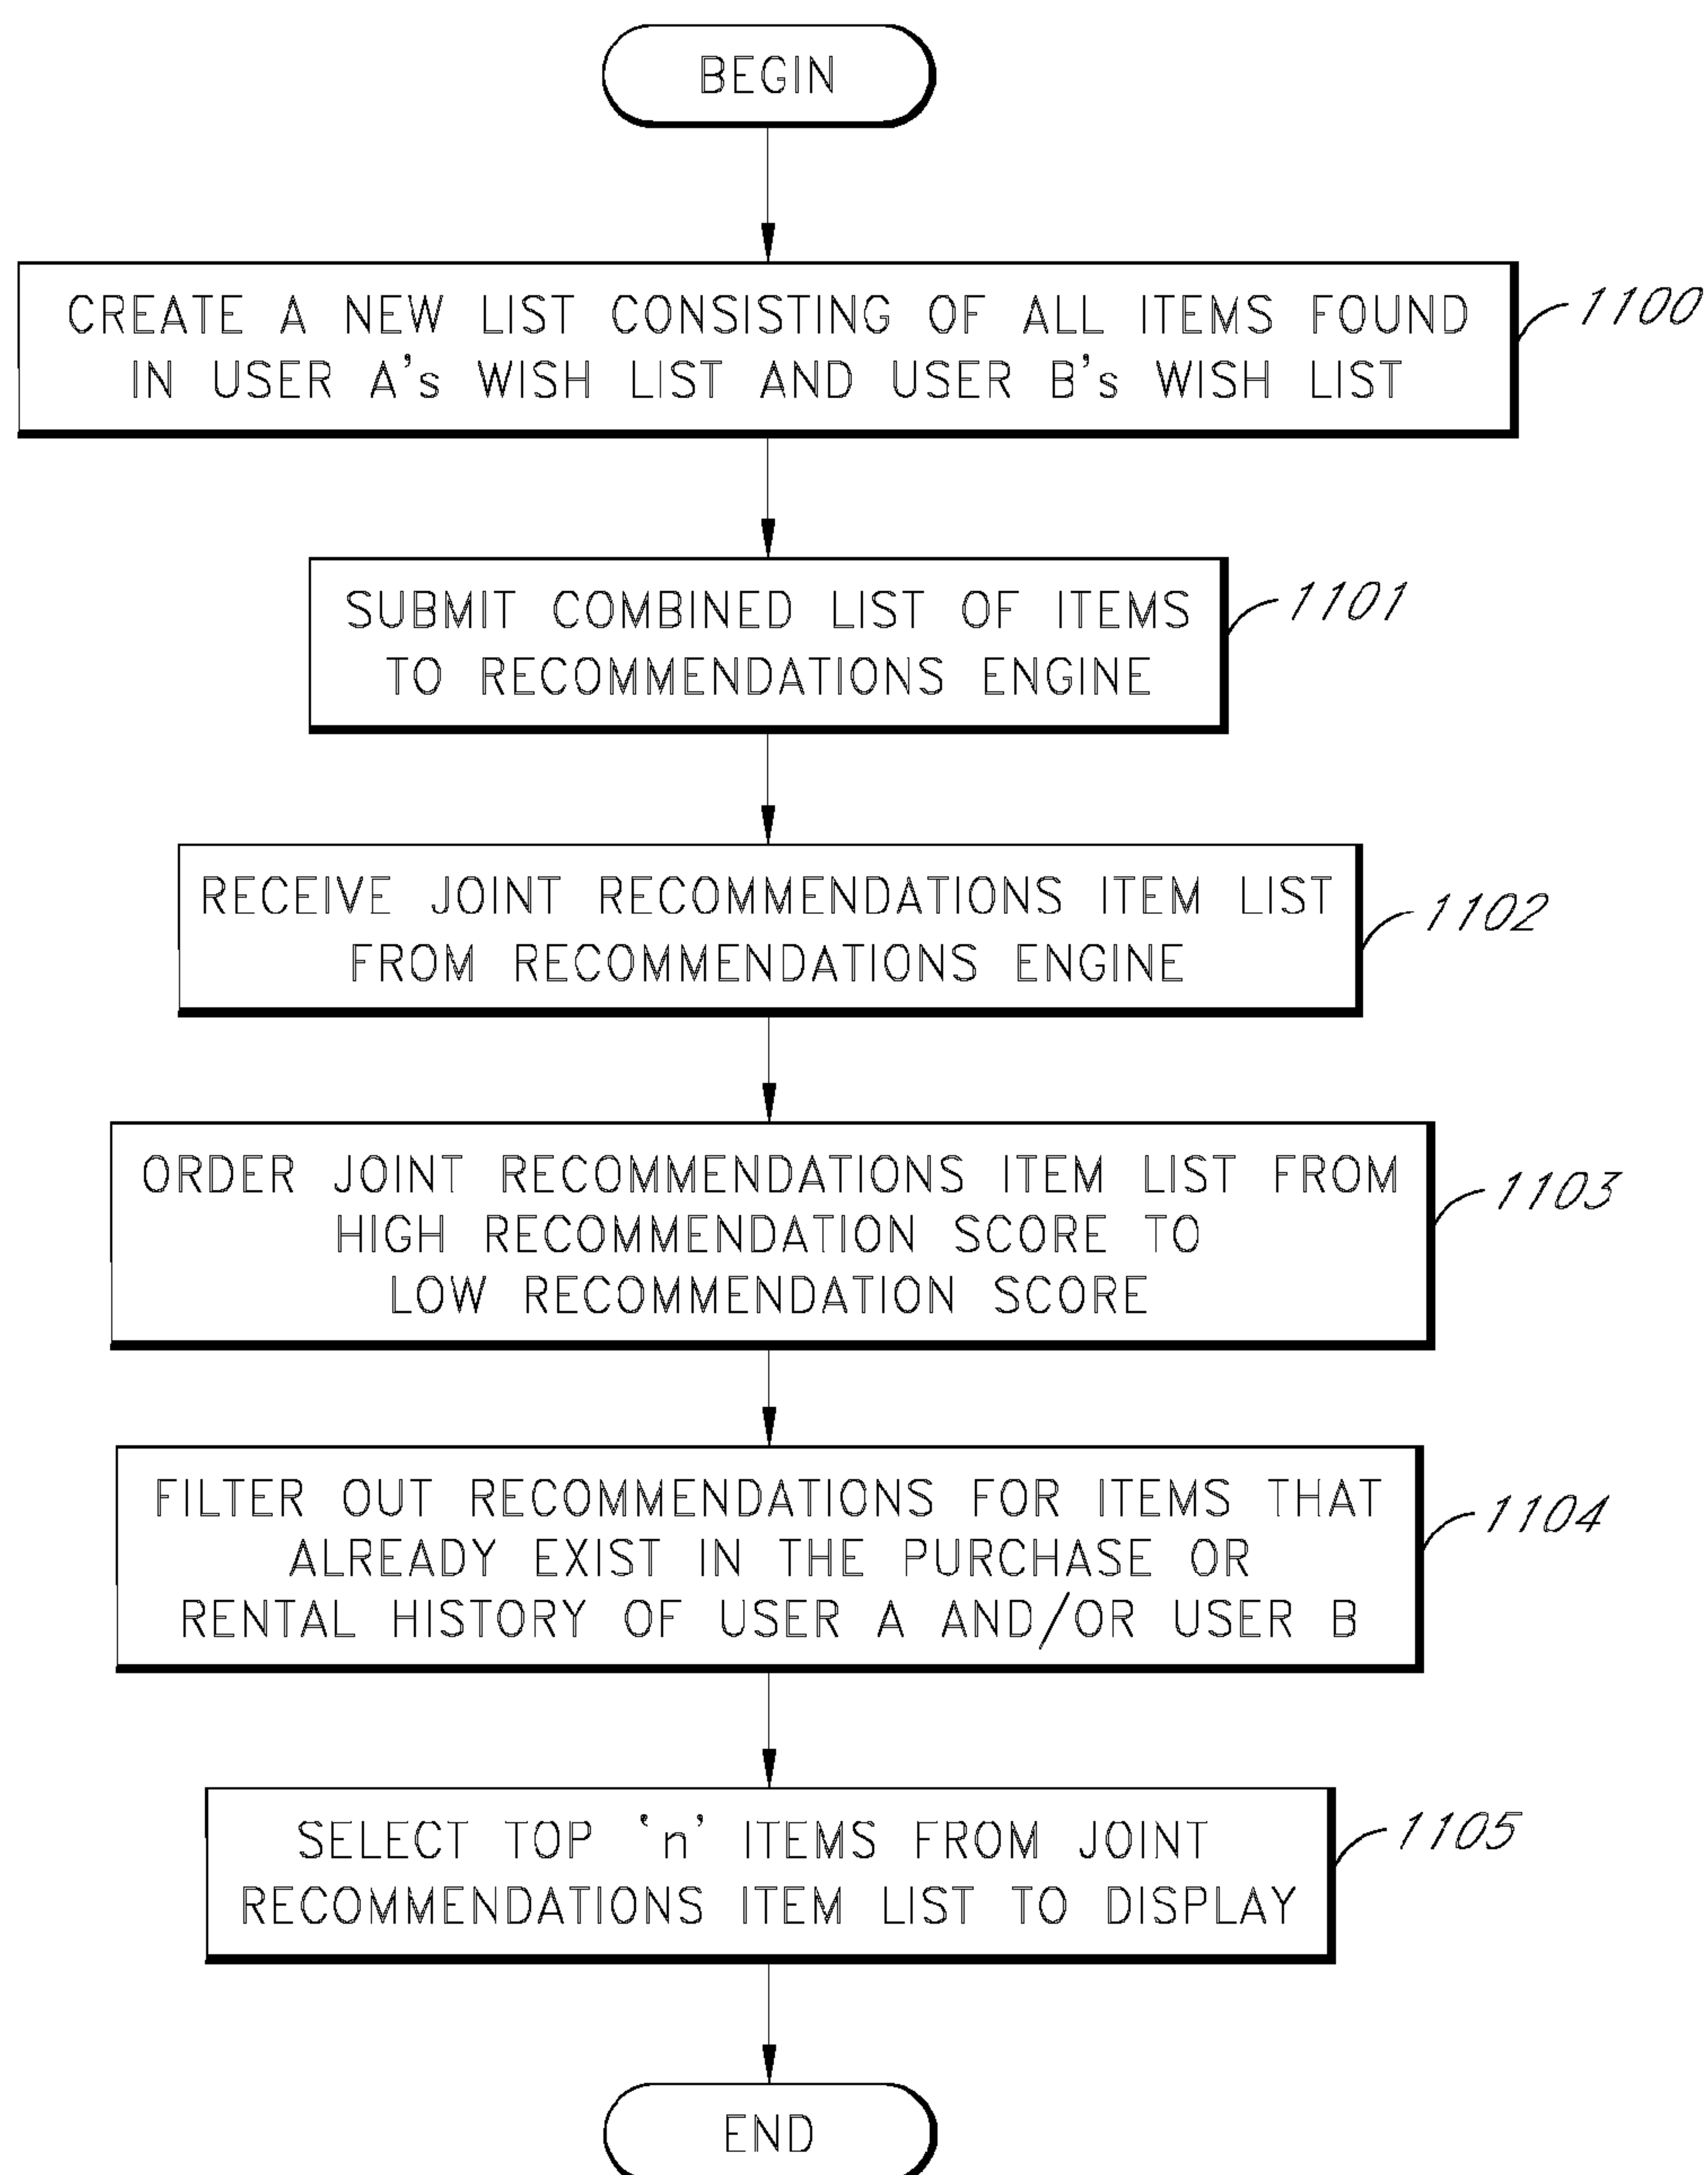 BEGIN
CREATE A NEW LIST CONSISTING OF ALL ITEMS FOUND
IN USER A's WISH LIST AND USER B's WISH LIST
1100
SUBMIT COMBINED LIST OF ITEMS
TO RECOMMENDATIONS ENGINE
1101
RECEIVE JOINT RECOMMENDATIONS ITEM LIST
FROM RECOMMENDATIONS ENGINE
1102
ORDER JOINT RECOMMENDATIONS ITEM LIST FROM
HIGH RECOMMENDATION SCORE TO
LOW RECOMMENDATION SCORE
1103
FILTER OUT RECOMMENDATIONS FOR ITEMS THAT
ALREADY EXIST IN THE PURCHASE OR
RENTAL HISTORY OF USER A AND/OR USER B
1104
SELECT TOP 'n' ITEMS FROM JOINT
RECOMMENDATIONS ITEM LIST TO DISPLAY
1105
END